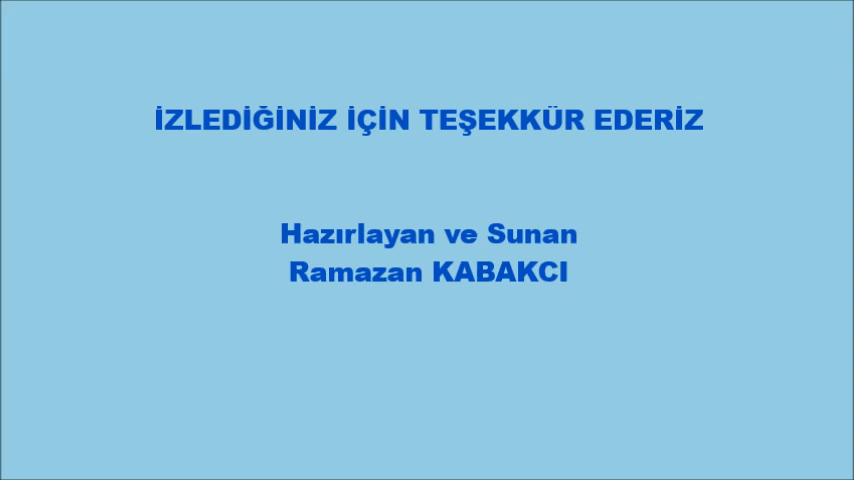 İZLEDİĞİNİZ İÇİN TEŞEKKÜR EDERİZ
Hazırlayan ve Sunan
Ramazan KABAKCI